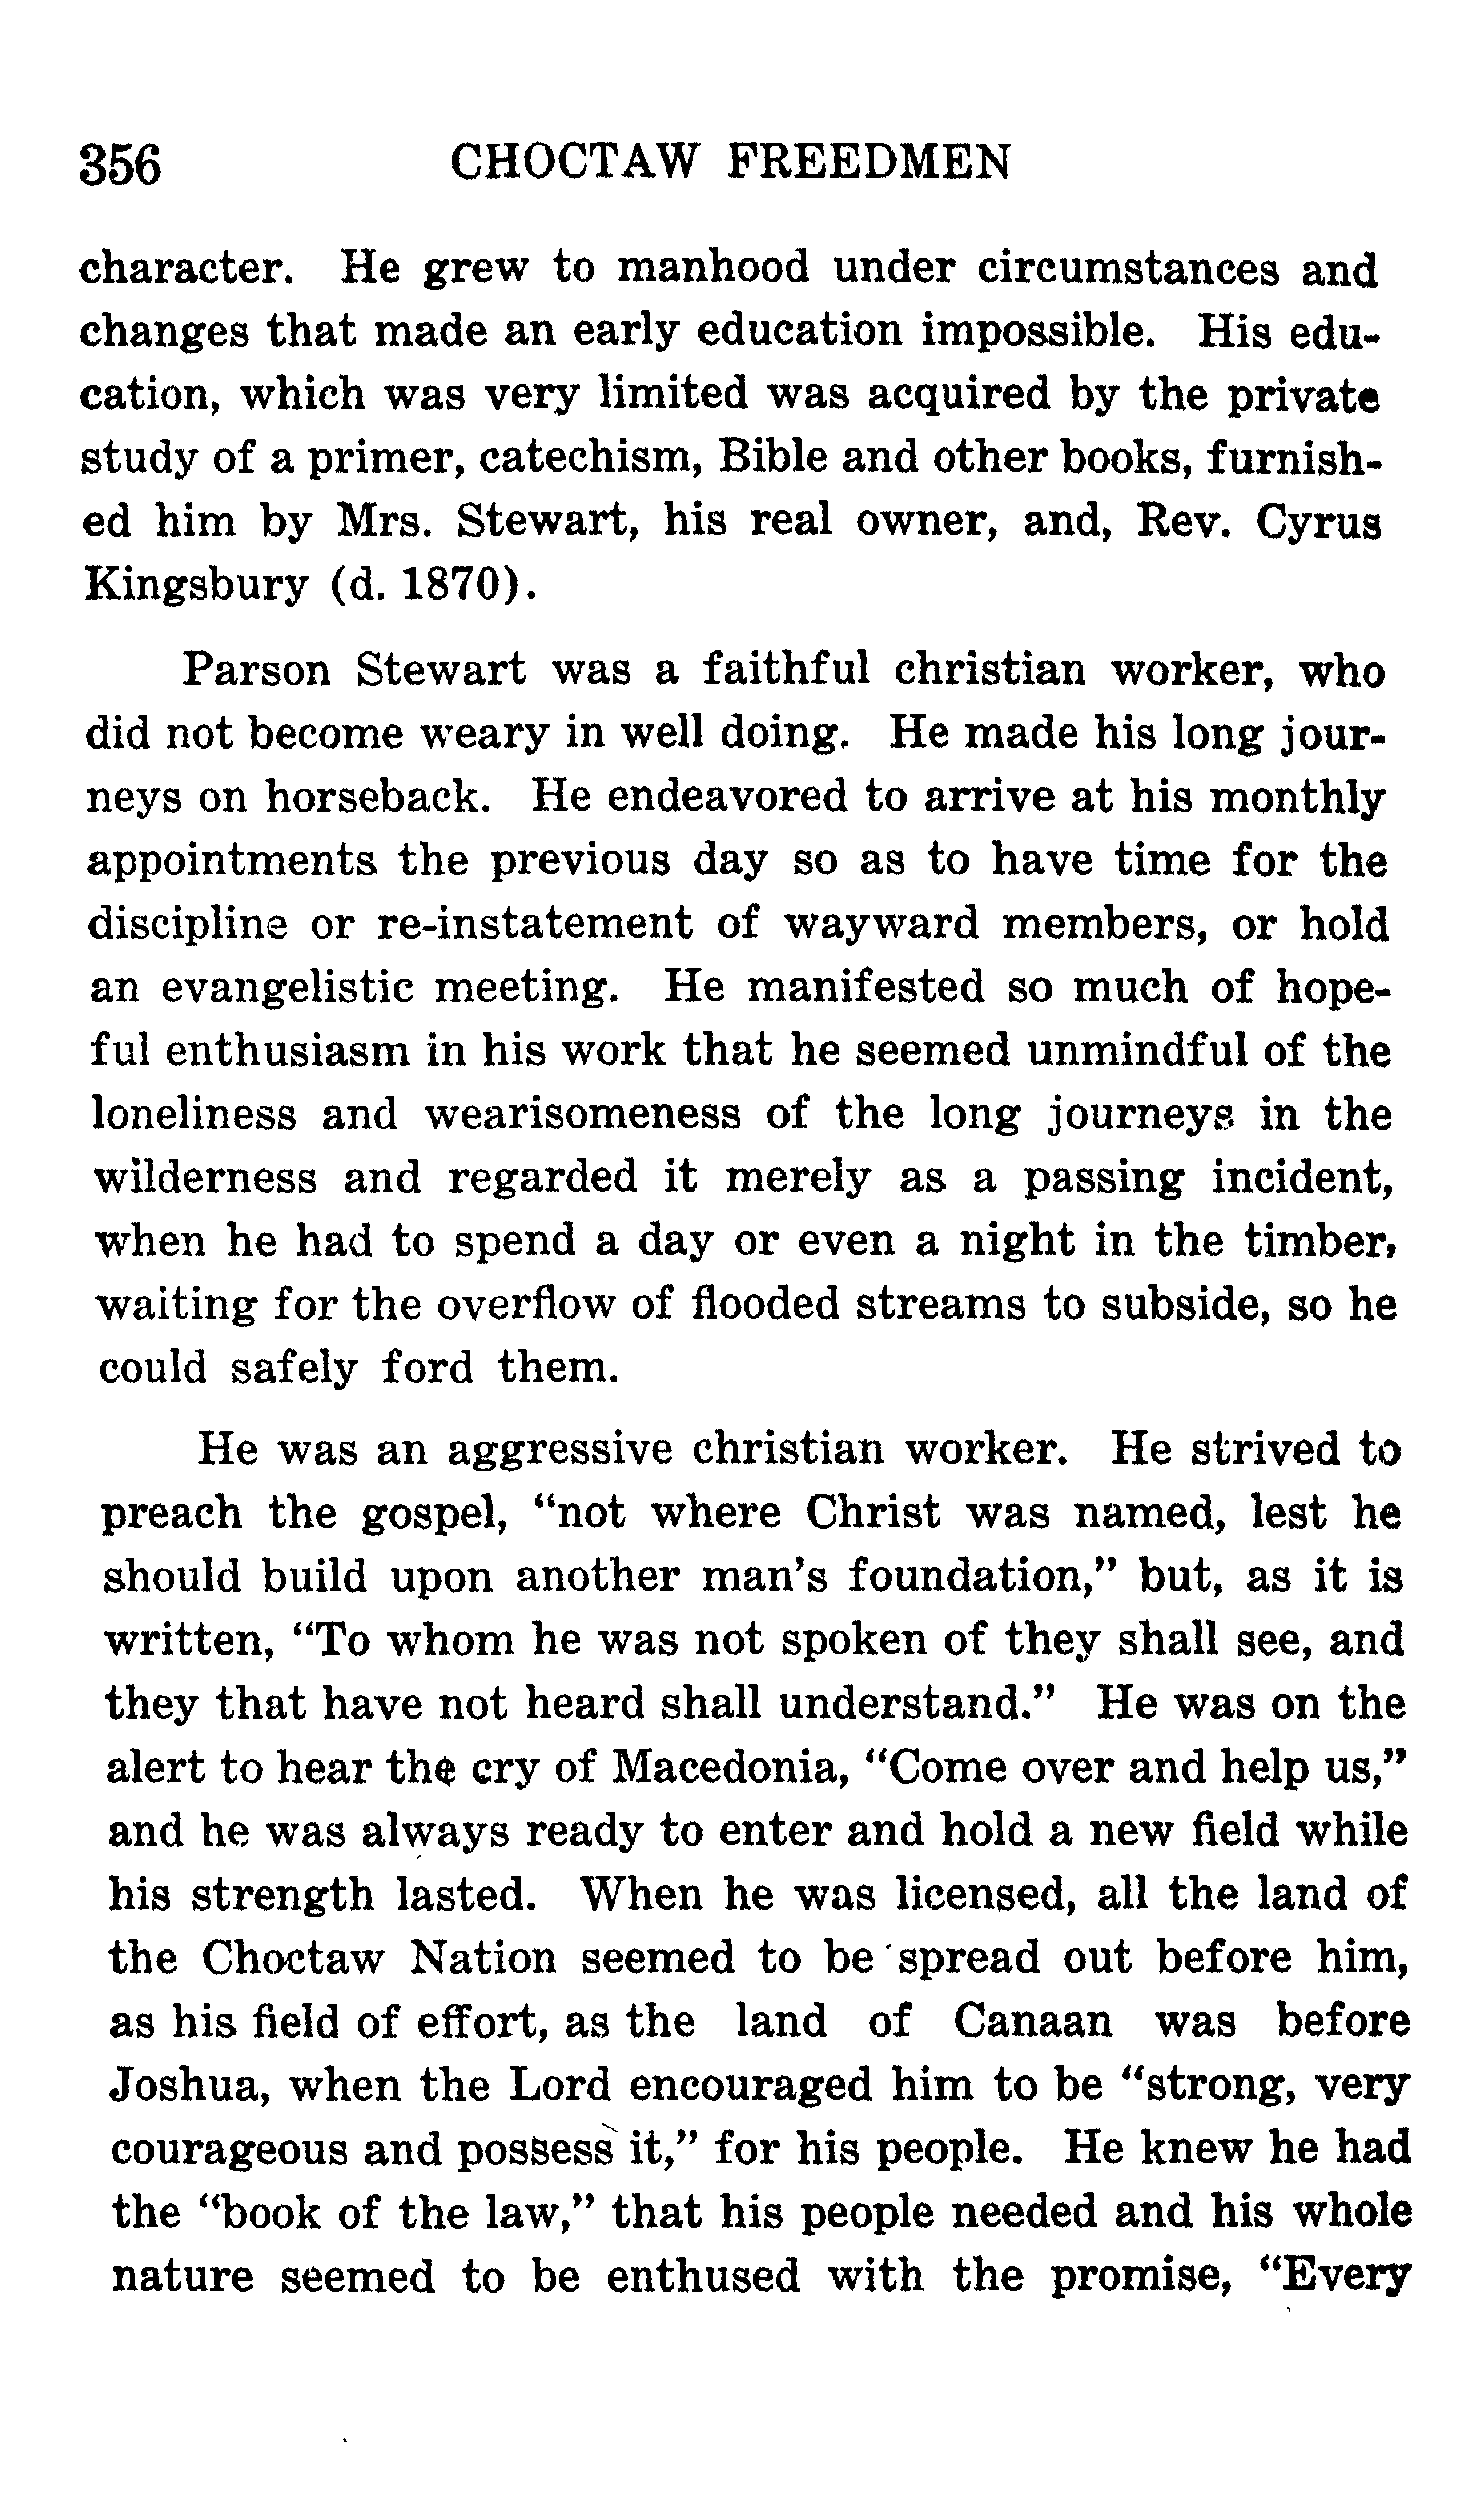 356 CHOCTAW FREEDMEN
character. He grew to manhood under circumstances and
changes that made an early education impossible. His edu-
cation, which was very limited was acquired by the private
study of a primer, catechism, Bible and other books, furnish-
ed him by Mrs. Stewart, his real owner, and, Rev. Cyrus
Kingsbury (d. 1870).
Parson Stewart was a faithful christian worker, who
did not become weary in well doing. He made his long jour-
neys on horseback. He endeavored to arrive at his monthly
appointments the previous day so as to have time for the
discipline or re-instatement of wayward members, or hold
an evangelistic meeting. He manifested so much of hope-
ful enthusiasm in his work that he seemed unmindful of the
loneliness and wearisomeness of the long journeys in the
wilderness and regarded it merely as a passing incident,
when he had to spend a day or even a night in the timber,
waiting for the overflow of flooded streams to subside, so he
could safely ford them.
He was an aggressive christian worker. He strived to
preach the gospel, "not where Christ was named, lest he
should build upon another man's foundation," but, as it is
written, "To whom he was not spoken of they shall see, and
they that have not heard shall understand." He was on the
alert to hear the cry of Macedonia, "Come over and help us,"
and he was always ready to enter and hold a new field while
his strength lasted. When he was licensed, all the land of
the Choctaw Nation seemed to be spread out before him,
as his field of effort, as the land of Canaan was before
Joshua, when the Lord encouraged him to be "strong, very
courageous and possess it," for his people. He knew he had
the "book of the law," that his people needed and his whole
nature seemed to be enthused with the promise, "Every